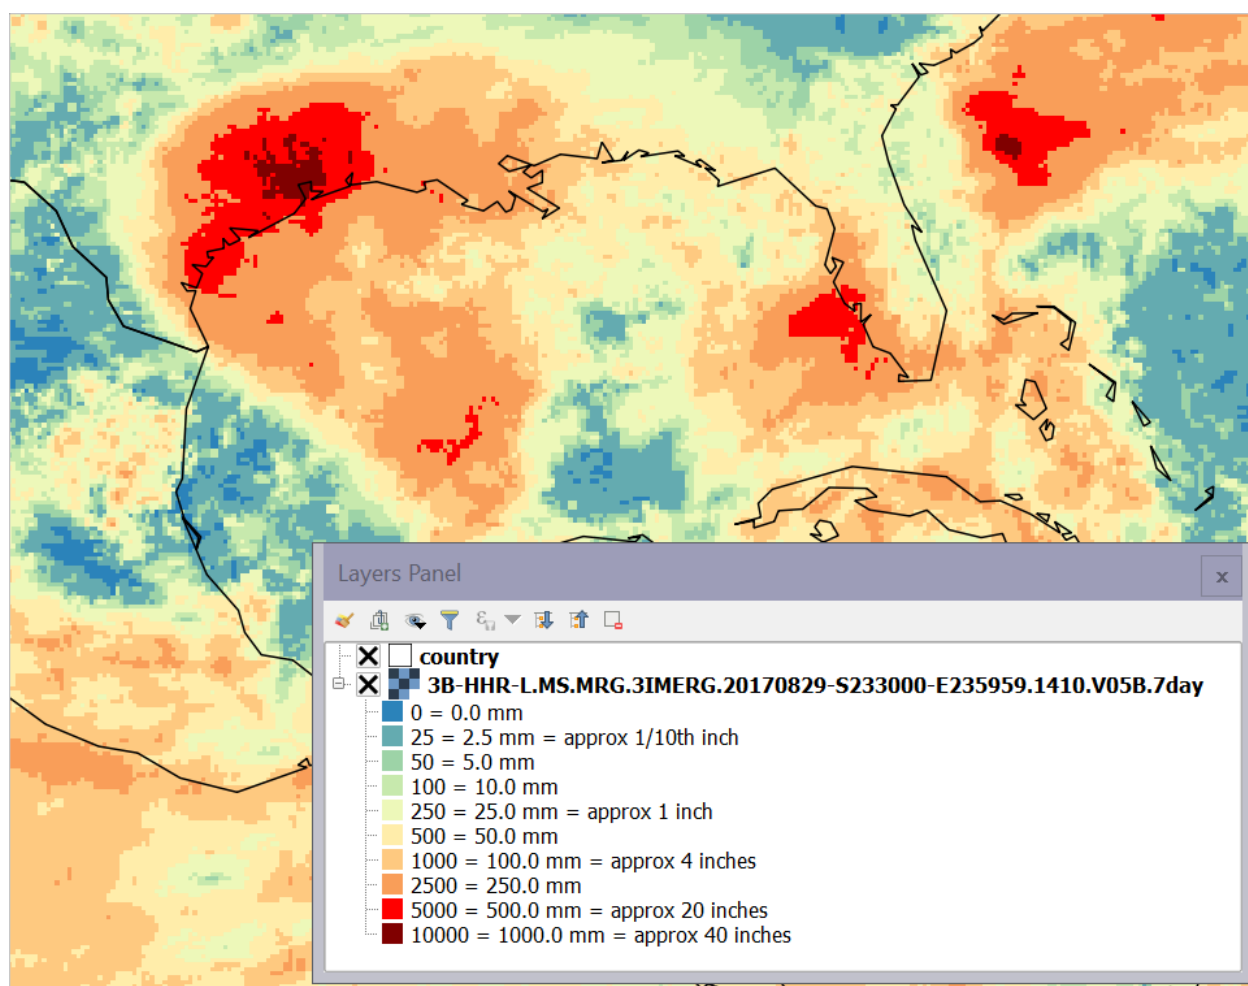 Layers Panel
x
country
3B-HHR-L.MS.MRG.3IMERG.20170829-S233000-E235959.1410.V05B.7day
0 = 0.0 mm
25 = 2.5 mm = approx 1/10th inch
50 = 5.0 mm
100 = 10.0 mm
250 = 25.0 mm = approx 1 inch
500 = 50.0 mm
1000 = 100.0 mm = approx 4 inches
2500 = 250.0 mm
5000 = 500.0 mm = approx 20 inches
10000 = 1000.0 mm = approx 40 inches